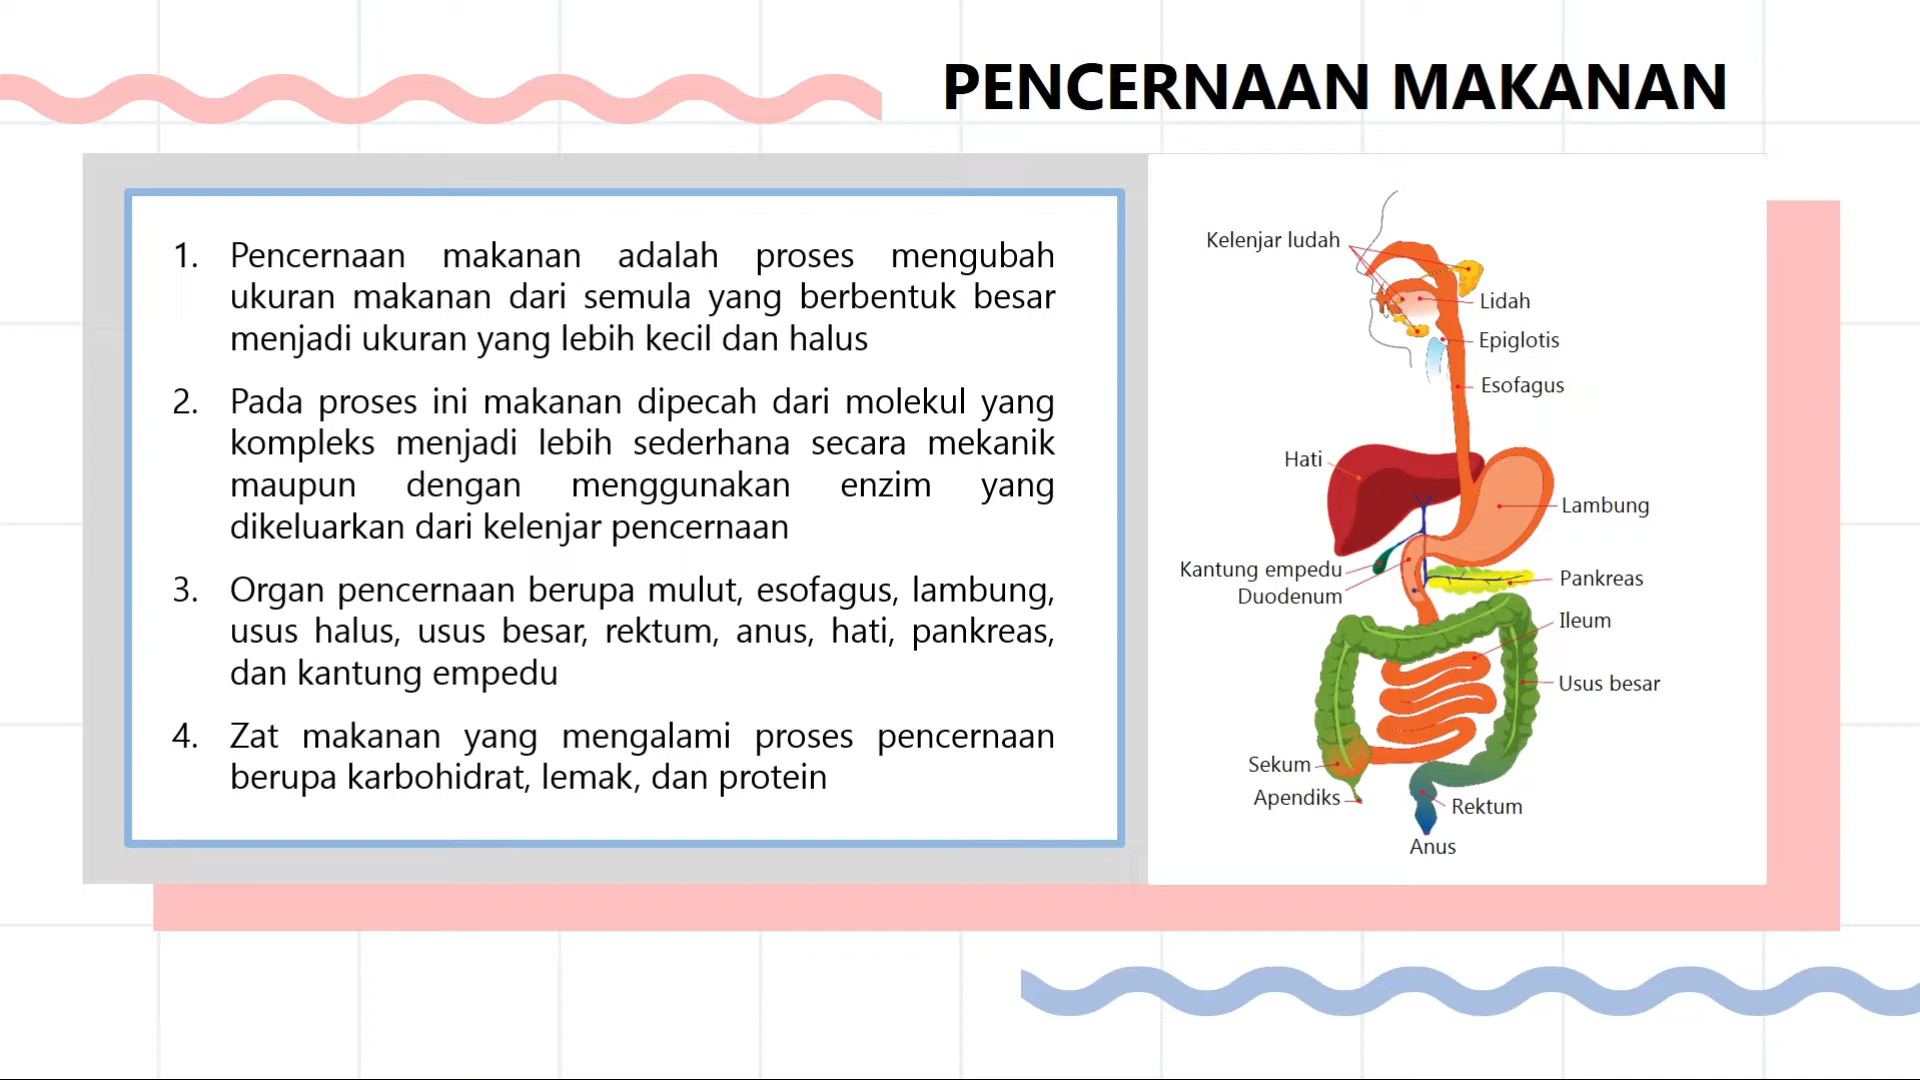 PENCERNAAN MAKANAN
1. Pencernaan makanan adalah proses mengubah
ukuran makanan dari semula yang berbentuk besar
menjadi ukuran yang lebih kecil dan halus
2. Pada proses ini makanan dipecah dari molekul yang
kompleks menjadi lebih sederhana secara mekanik
maupun dengan menggunakan enzim yang
dikeluarkan dari kelenjar pencernaan
3. Organ pencernaan berupa mulut, esofagus, lambung,
usus halus, usus besar, rektum, anus, hati, pankreas,
dan kantung empedu
4. Zat makanan yang mengalami proses pencernaan
berupa karbohidrat, lemak, dan protein
Kelenjar ludah
Lidah
Epiglotis
Esofagus
Hati
Lambung
Kantung empedu
Pankreas
Duodenum
Ileum
Usus besar
Sekum
Apendiks
Rektum
Anus